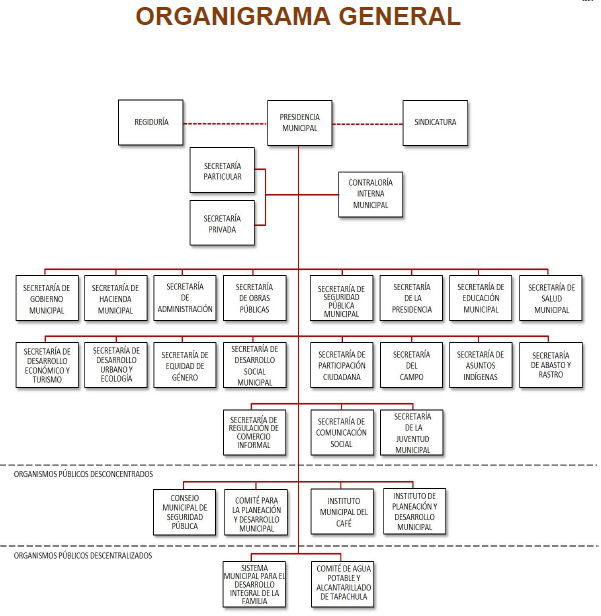 ORGANIGRAMA GENERAL
REGIDURÍA
PRESIDENCIA
MUNICIPAL
SINDICATURA
SECRETARÍA
PARTICULAR
CONTRALORÍA
INTERNA
MUNICIPAL
SECRETARÍA
PRIVADA
SECRETARÍA DE
GOBIERNO
MUNICIPAL
SECRETARÍA DE
HACIENDA
MUNICIPAL
SECRETARÍA
DE
ADMINISTRACIÓN
SECRETARÍA
DE OBRAS
PÚBLICAS
SECRETARÍA DE
SEGURIDAD
PÚBLICA
MUNICIPAL
SECRETARÍA
DE LA
PRESIDENCIA
SECRETARÍA
DE EDUCACIÓN
MUNICIPAL
SECRETARÍA DE
SALUD
MUNICIPAL
SECRETARÍA DE
DESARROLLO
ECONÓMICO Y
TURISMO
SECRETARÍA DE
DESARROLLO
URBANO Y
ECOLOGÍA
SECRETARÍA DE
EQUIDAD DE
GÉNERO
SECRETARÍA DE
DESARROLLO
SOCIAL
MUNICIPAL
SECRETARÍA DE
PARTICIPACIÓN
CIUDADANA
SECRETARÍA
DEL
CAMPO
SECRETARÍA DE
ASUNTOS
INDÍGENAS
SECRETARÍA
DE ABASTO Y
RASTRO
SECRETARÍA DE
REGULACIÓN DE
COMERCIO
INFORMAL
SECRETARÍA DE
COMUNICACIÓN
SOCIAL
SECRETARÍA
DE LA
JUVENTUD
MUNICIPAL
ORGANISMOS PÚBLICOS DESCONCENTRADOS
CONSEJO
MUNICIPAL DE
SEGURIDAD
PÚBLICA
COMITÉ PARA
LA PLANEACIÓN
Y DESARROLLO
MUNICIPAL
INSTITUTO
MUNICIPAL DEL
CAFÉ
INSTITUTO DE
PLANEACIÓN Y
DESARROLLO
MUNICIPAL
ORGANISMOS PÚBLICOS DESCENTRALIZADOS
SISTEMA
MUNICIPAL PARA EL
DESARROLLO
INTEGRAL DE LA
FAMILIA
COMITÉ DE AGUA
POTABLE Y
ALCANTARILLADO
DE TAPACHULA